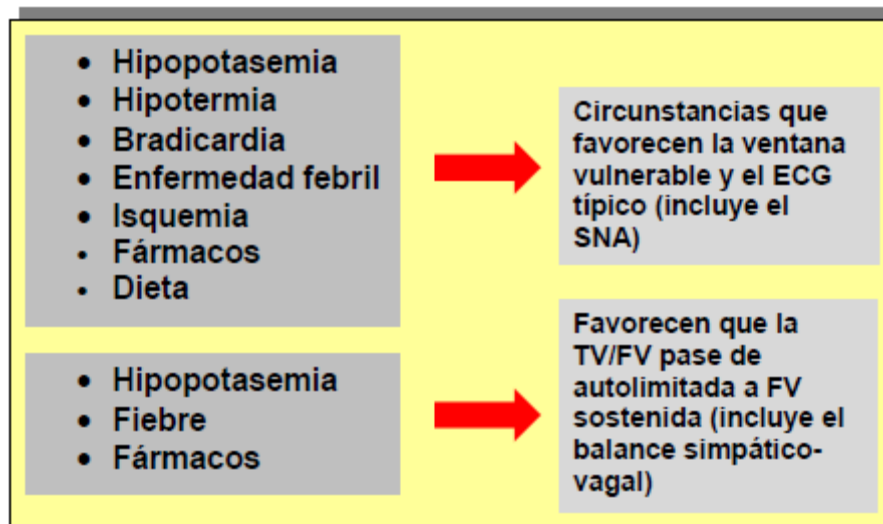 • Hipopotasemia
• Hipotermia
• Bradicardia
• Enfermedad febril
• Isquemia
• Fármacos
• Dieta
Circunstancias que
favorecen la ventana
vulnerable y el ECG
típico (incluye el
SNA)
• Hipopotasemia
• Fiebre
• Fármacos
Favorecen que la
TV/FV pase de
autolimitada a FV
sostenida (incluye el
balance simpático-
vagal)